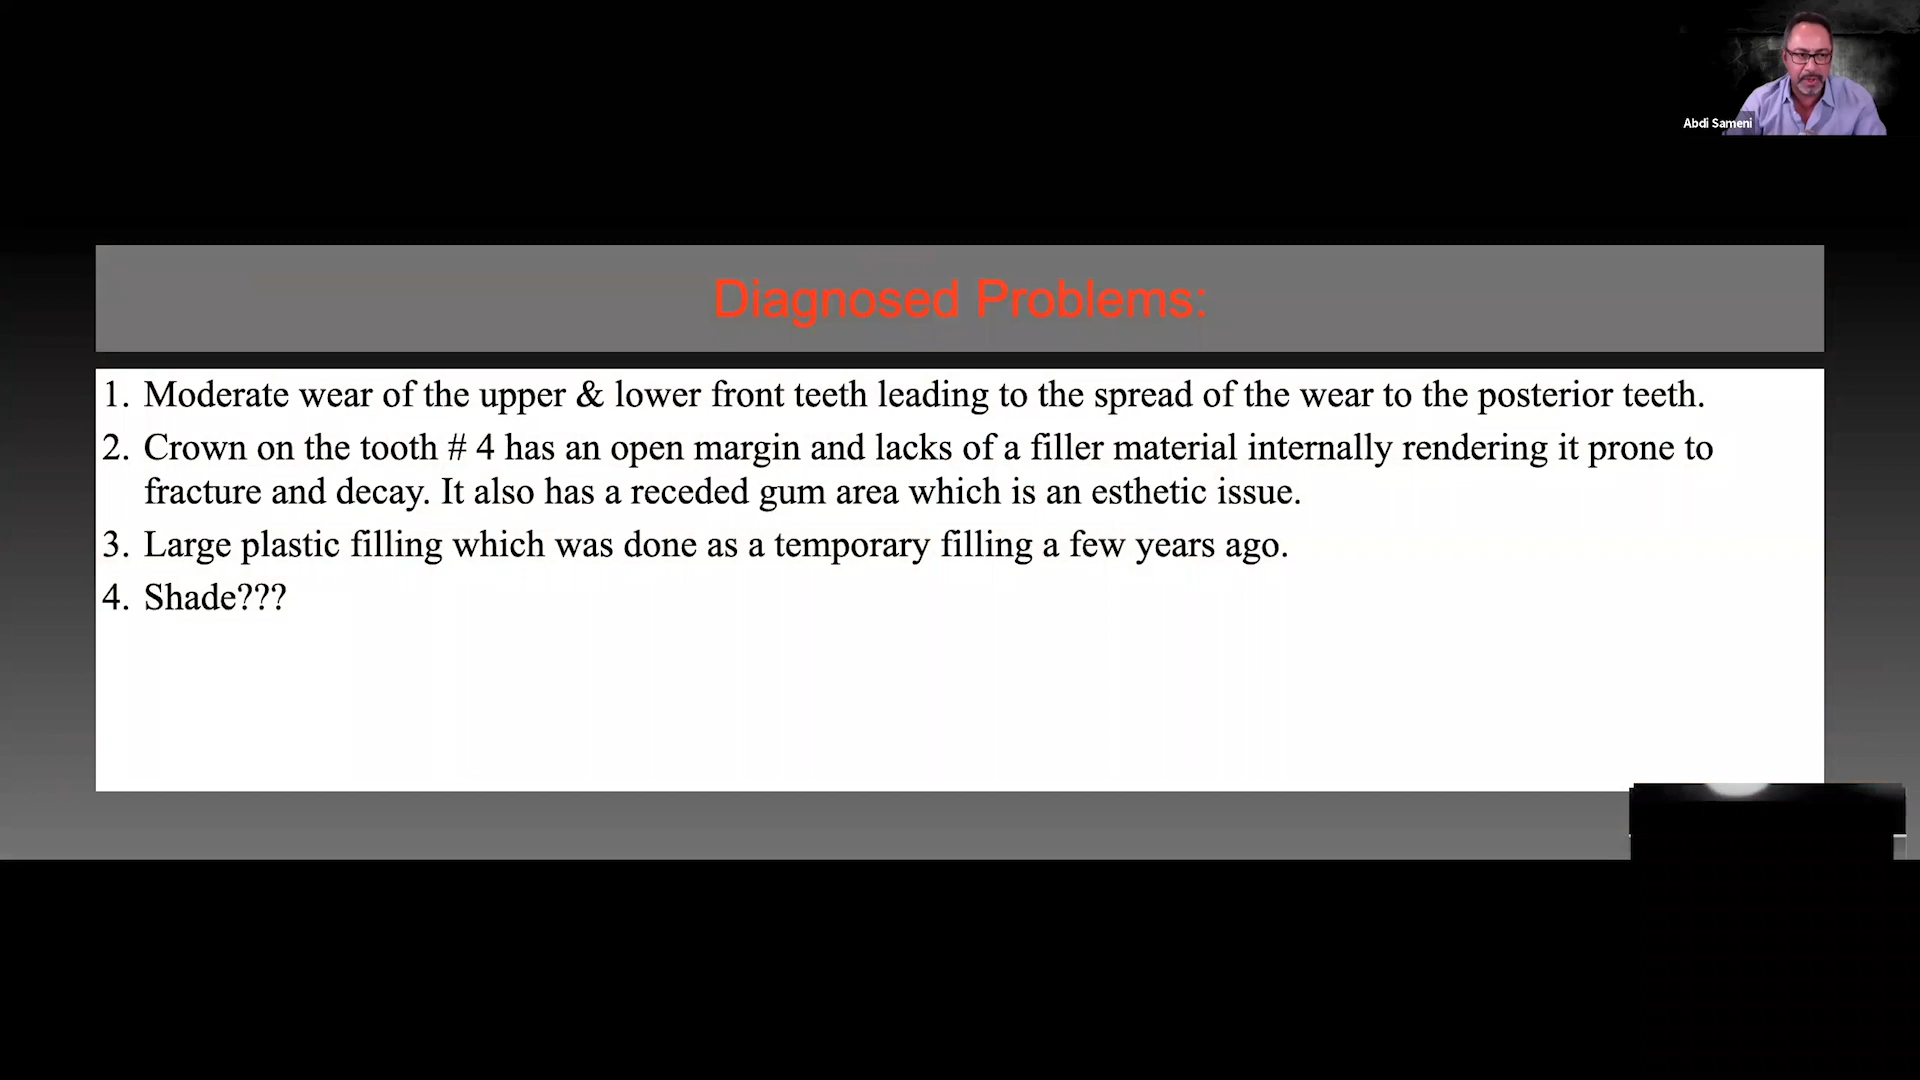 Abdi Sameni
Diagnosed Problems:
1. Moderate wear of the upper & lower front teeth leading to the spread of the wear to the posterior teeth.
2. Crown on the tooth # 4 has an open margin and lacks of a filler material internally rendering it prone to
fracture and decay. It also has a receded gum area which is an esthetic issue.
3. Large plastic filling which was done as a temporary filling a few years ago.
4. Shade???